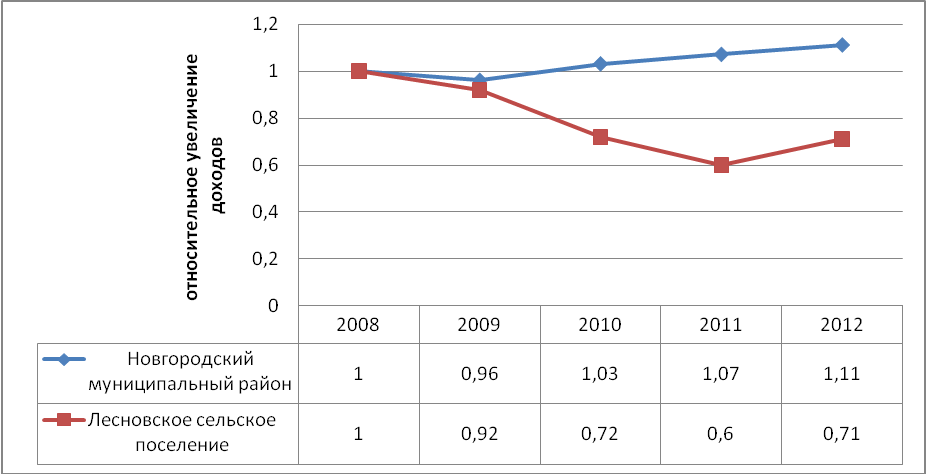 относительное увеличение
доходов
1,2
1
0,8
0,6
0,4
0,2
0
2008 2009 2010 2011 2012
Новгородский
муниципальный район
1 0,96 1,03 1,07 1,11
Лесновское сельское
поселение
1 0,92 0,72 0,6 0,71